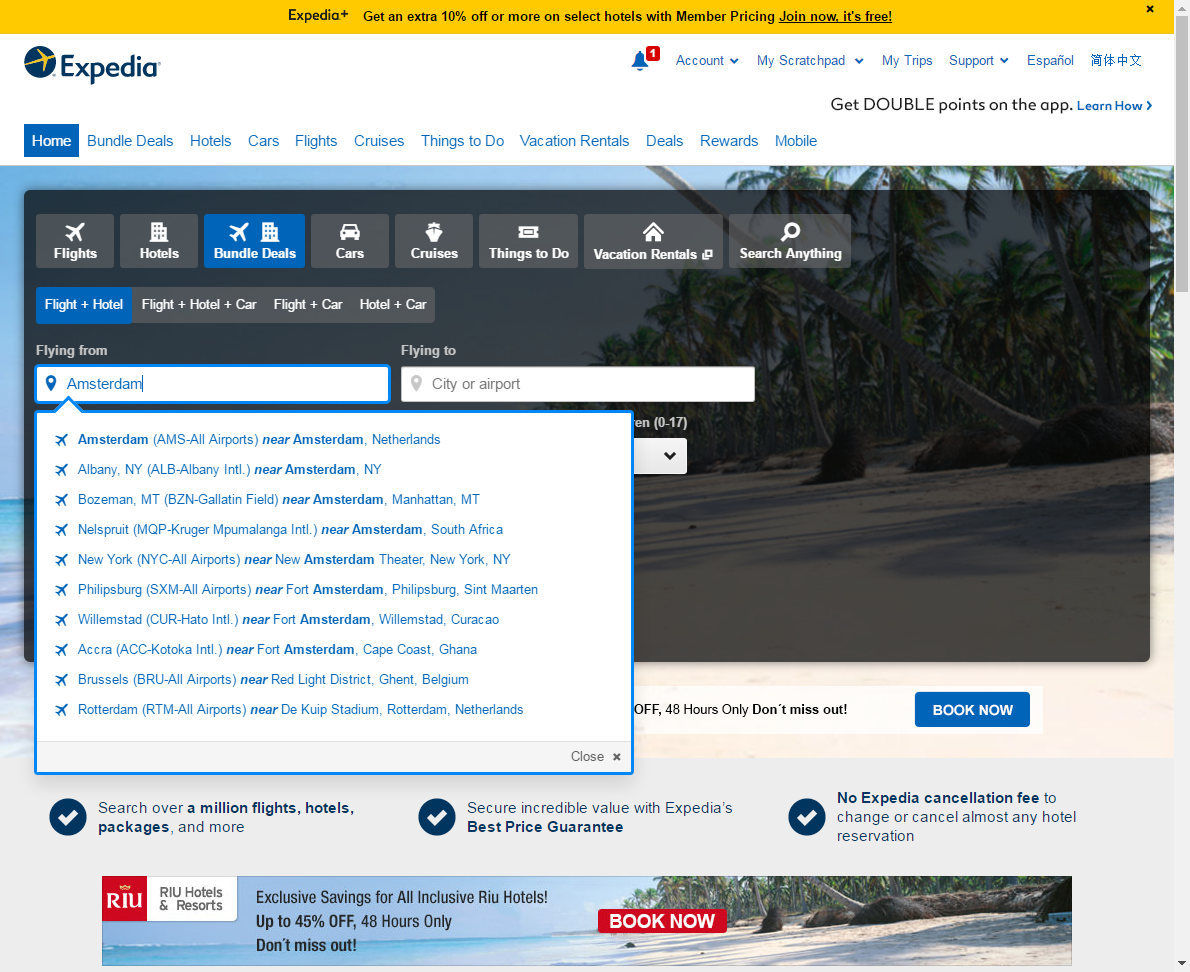 Expedia+ Get an extra 10% off or more on select hotels with Member Pricing Join now, it's free!
Expedia
1
Account
My Scratchpad
My Trips
Support
Español
简体中文
Get DOUBLE points on the app. Learn How
Home
Bundle Deals
Hotels
Cars
Flights
Cruises
Things to Do
Vacation Rentals
Deals
Rewards
Mobile
Flights
Hotels
Bundle Deals
Cars
Cruises
Things to Do
Vacation Rentals
Search Anything
Flight + Hotel
Flight + Hotel + Car
Flight + Car
Hotel + Car
Flying from
Flying to
Amsterdam
City or airport
ren (0-17)
Amsterdam (AMS-All Airports) near Amsterdam, Netherlands
Albany, NY (ALB-Albany Intl.) near Amsterdam, NY
Bozeman, MT (BZN-Gallatin Field) near Amsterdam, Manhattan, MT
Nelspruit (MQP-Kruger Mpumalanga Intl.) near Amsterdam, South Africa
New York (NYC-All Airports) near New Amsterdam Theater, New York, NY
Philipsburg (SXM-All Airports) near Fort Amsterdam, Philipsburg, Sint Maarten
Willemstad (CUR-Hato Intl.) near Fort Amsterdam, Willemstad, Curacao
Accra (ACC-Kotoka Intl.) near Fort Amsterdam, Cape Coast, Ghana
Brussels (BRU-All Airports) near Red Light District, Ghent, Belgium
Rotterdam (RTM-All Airports) near De Kuip Stadium, Rotterdam, Netherlands
Close
OFF, 48 Hours Only Don´t miss out!
BOOK NOW
Search over a million flights, hotels,
packages, and more
Secure incredible value with Expedia's
Best Price Guarantee
No Expedia cancellation fee to
change or cancel almost any hotel
reservation
RIU
RIU Hotels
& Resorts
Exclusive Savings for All Inclusive Riu Hotels!
Up to 45% OFF, 48 Hours Only
Don´t miss out!
BOOK NOW